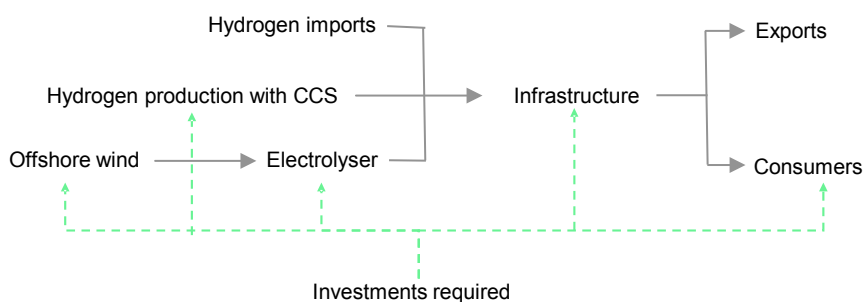 Hydrogen imports
Exports
Hydrogen production with CCS
Infrastructure
Offshore wind
Electrolyser
Consumers
Investments required